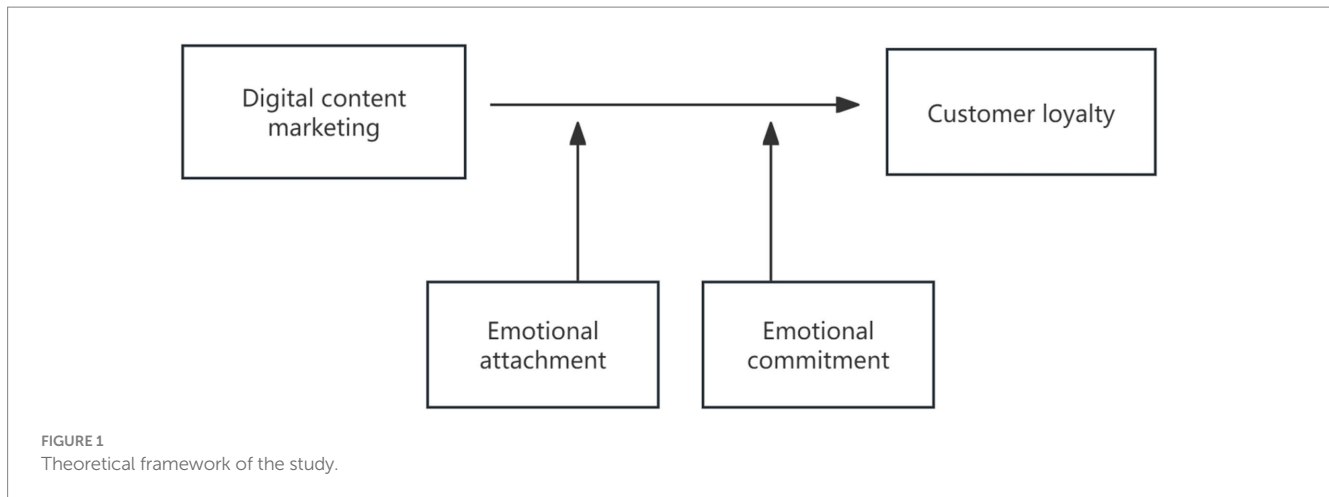 Digital content
marketing
Customer loyalty
Emotional
attachment
Emotional
commitment
FIGURE 1
Theoretical framework of the study.